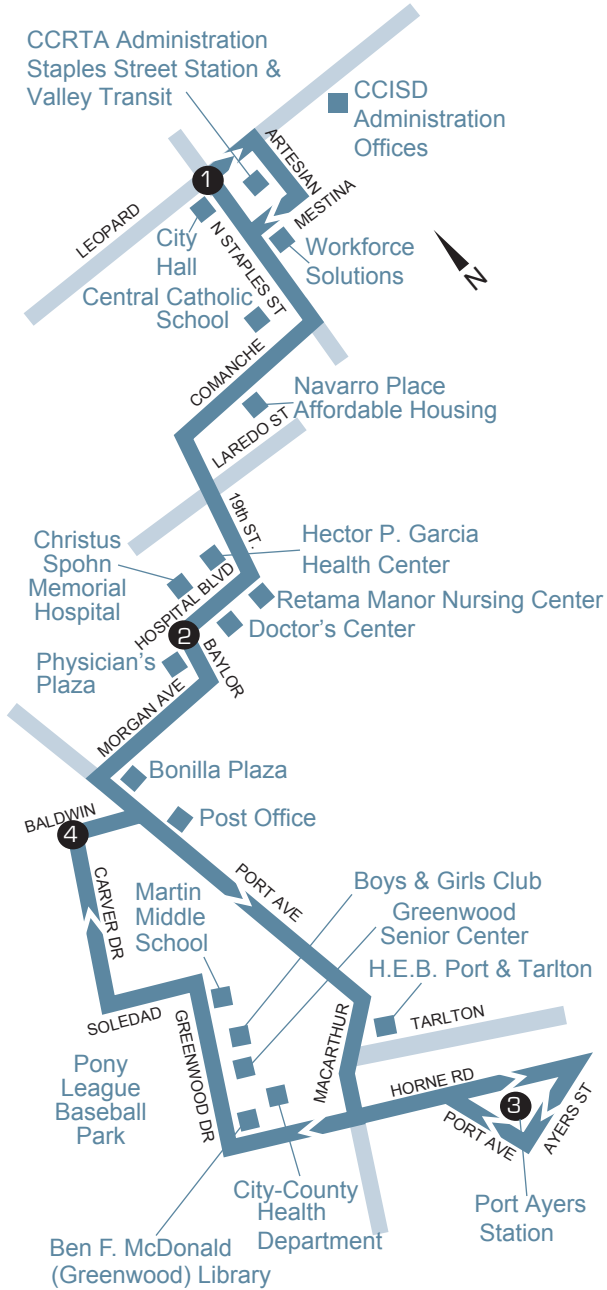 CCRTA Administration
Staples Street Station &
Valley Transit
CCISD
Administration
Offices
ARTESIAN
MESTINA
1
LEOPARD
City
Hall
N STAPLES ST
Workforce
Solutions
N
Central Catholic
School
COMANCHE
Navarro Place
Affordable Housing
LAREDO ST
19th ST.
Christus
Spohn
Memorial
Hospital
Hector P. Garcia
Health Center
HOSPITAL BLVD
Retama Manor Nursing Center
Doctor's Center
2
BAYLOR
Physician's
Plaza
MORGAN AVE
Bonilla Plaza
BALDWIN
Post Office
4
CARVER DR
PORT AVE
Martin
Middle
School
Boys & Girls Club
Greenwood
Senior Center
H.E.B. Port & Tarlton
TARLTON
SOLEDAD
GREENWOOD DR
MACARTHUR
Pony
League
Baseball
Park
HORNE RD
3
PORT AVE
AYERS ST
City-County
Health
Department
Port Ayers
Station
Ben F. McDonald
(Greenwood) Library